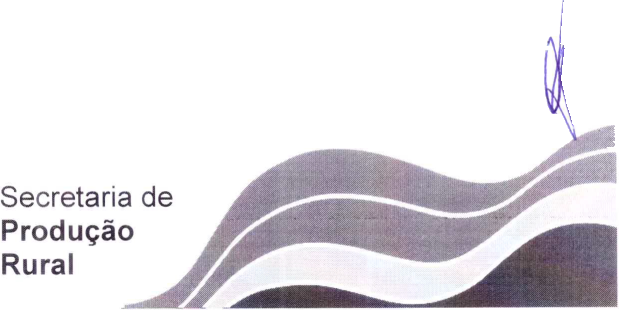 Secretaria de
Produção
Rural